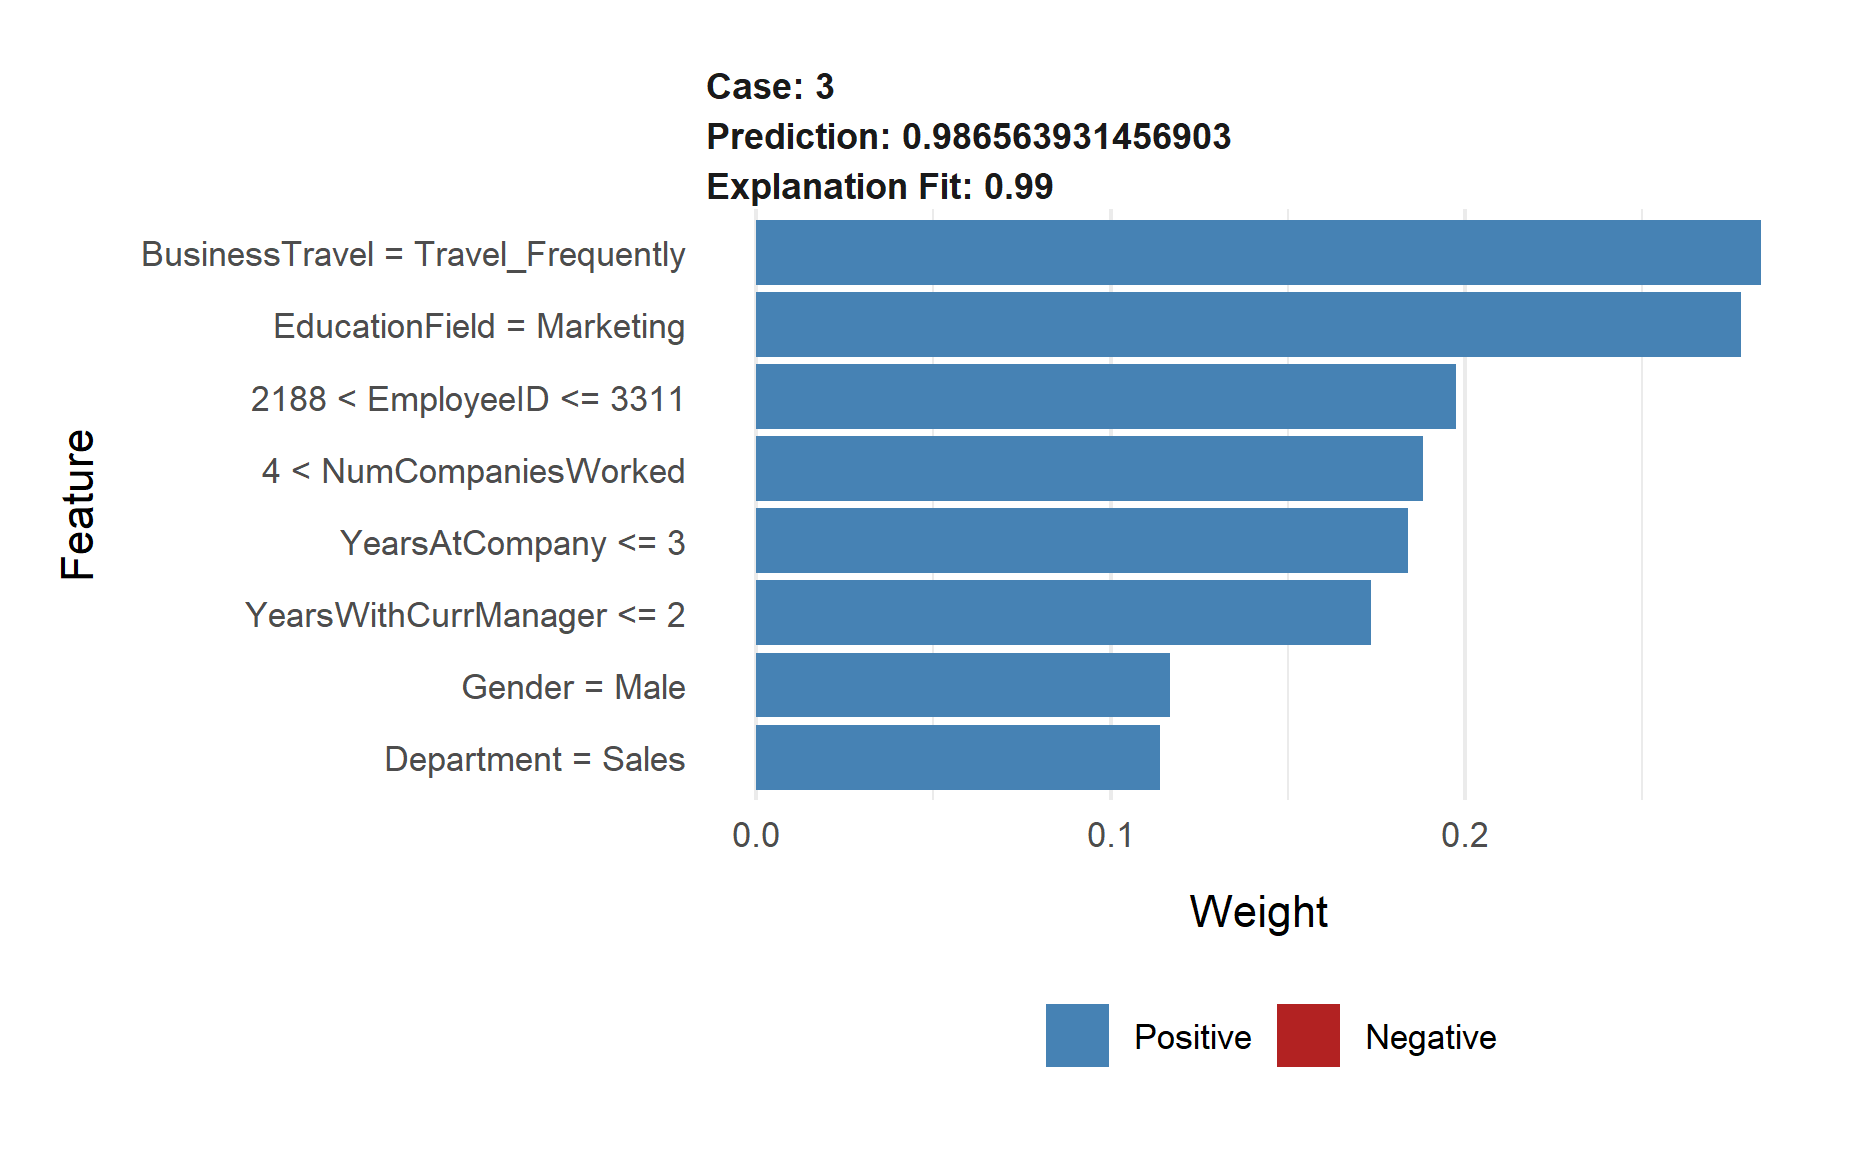 Case: 3
Prediction: 0.986563931456903
Explanation Fit: 0.99
BusinessTravel = Travel_Frequently
EducationField = Marketing
2188 < EmployeeID <= 3311
4 < NumCompaniesWorked
YearsAtCompany <= 3
YearsWithCurrManager <= 2
Gender = Male
Department = Sales
Feature
0.0 0.1 0.2
Weight
Positive Negative